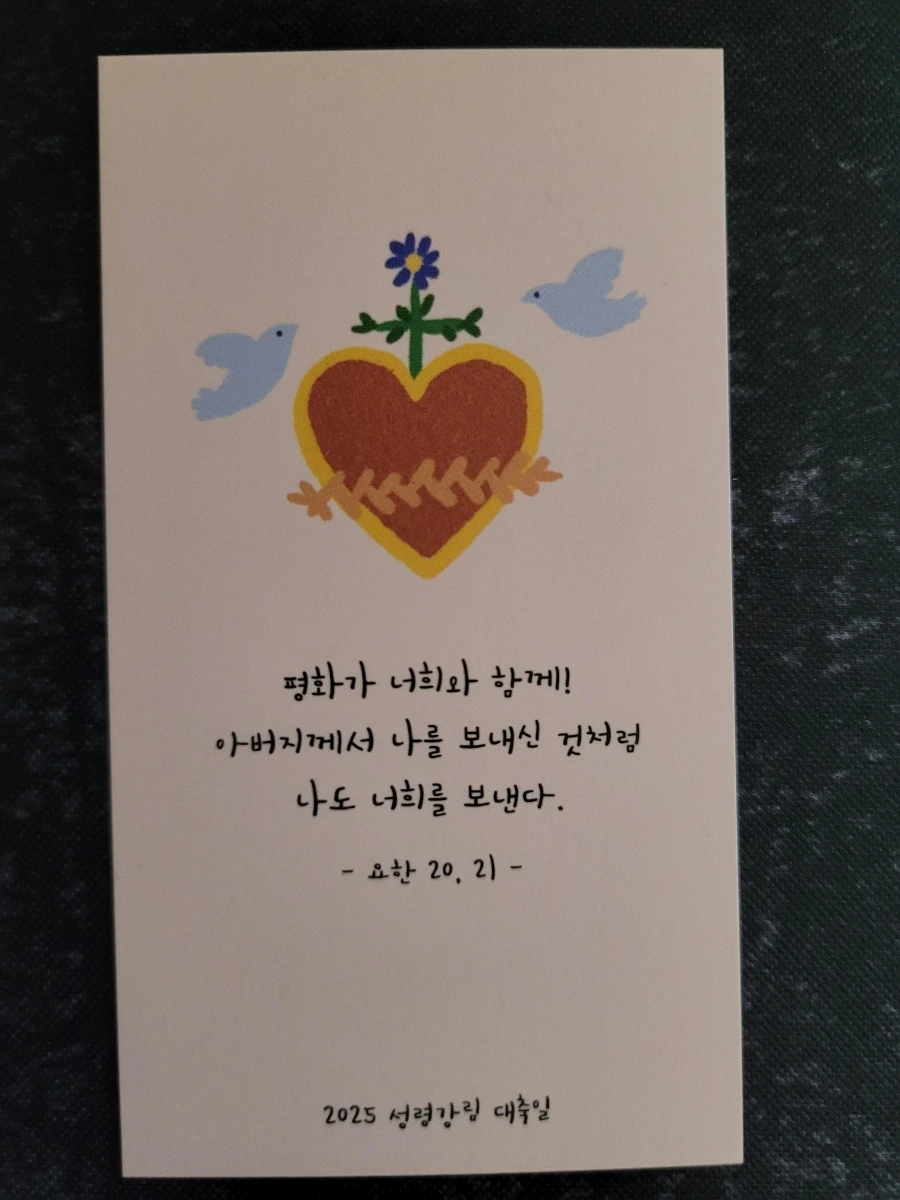 평화가 너희와 함께!
아버지께서 나를 보내신 것처럼
나도 너희를 보낸다.
- 요한 20, 21 -
2025 성령강림 대축일